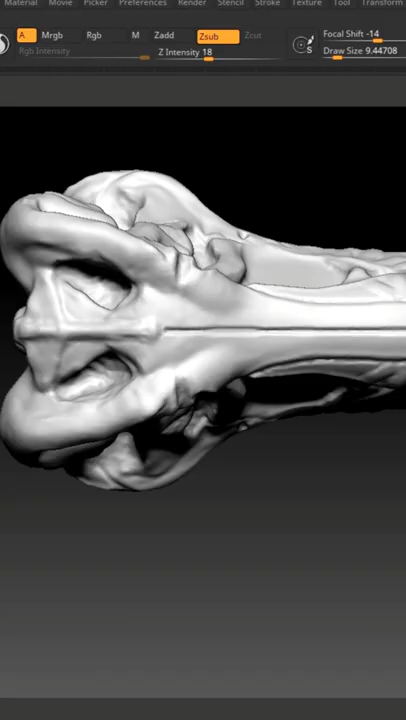 Material Movie Picker Preferences Render Stencil Stroke Texture Tool Transform
A Mrgb Rgb M Zadd Zsub Zcut Focal Shift -14
Rgb Intensity Z Intensity 18 S Draw Size 9.44708